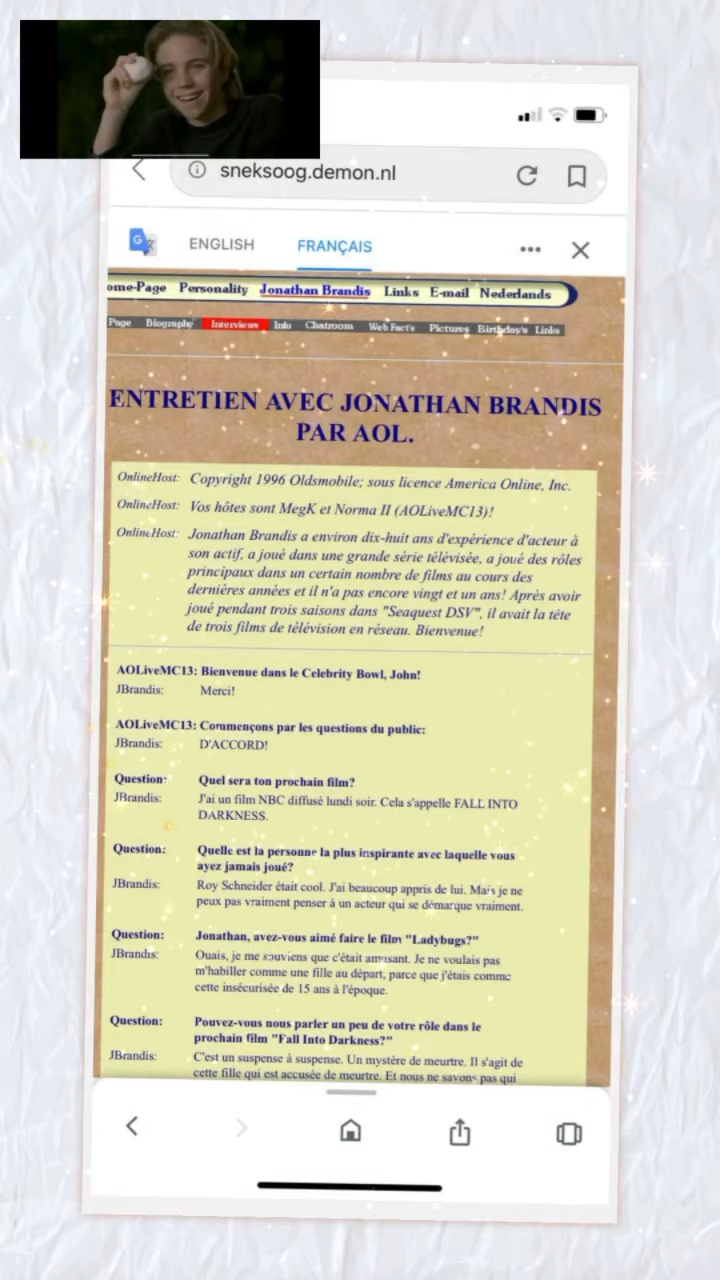 sneksoog.demon.nl
ENGLISH FRANÇAIS
ome-Page Personality Jonathan Brandis Links E-mail Nederlands
Page Biography Interviews Info Chatroom Web Facts Pictures Birthday's Links
ENTRETIEN AVEC JONATHAN BRANDIS
PAR AOL.
OnlineHost: Copyright 1996 Oldsmobile; sous licence America Online, Inc.
OnlineHost: Vos hôtes sont MegK et Norma II (AOLiveMC13)!
OnlineHost: Jonathan Brandis a environ dix-huit ans d'expérience d'acteur à
son actif, a joué dans une grande série télévisée, a joué des rôles
principaux dans un certain nombre de films au cours des
dernières années et il n'a pas encore vingt et un ans! Après avoir
joué pendant trois saisons dans "Seaquest DSV", il avait la tête
de trois films de télévision en réseau. Bienvenue!
AOLiveMC13: Bienvenue dans le Celebrity Bowl, John!
JBrandis: Merci!
AOLiveMC13: Commençons par les questions du public:
JBrandis: D'ACCORD!
Question: Quel sera ton prochain film?
JBrandis: J'ai un film NBC diffusé lundi soir. Cela s'appelle FALL INTO
DARKNESS.
Question: Quelle est la personne la plus inspirante avec laquelle vous
ayez jamais joué?
JBrandis: Roy Schneider était cool. J'ai beaucoup appris de lui. Mais je ne
peux pas vraiment penser à un acteur qui se démarque vraiment.
Question: Jonathan, avez-vous aimé faire le film "Ladybugs?"
JBrandis: Ouais, je me souviens que c'était amusant. Je ne voulais pas
m'habiller comme une fille au départ, parce que j'étais comme
cette insécurisée de 15 ans à l'époque.
Question: Pouvez-vous nous parler un peu de votre rôle dans le
prochain film "Fall Into Darkness?"
JBrandis: C'est un suspense à suspense. Un mystère de meurtre. Il s'agit de
cette fille qui est accusée de meurtre. Et nous ne savons pas qui